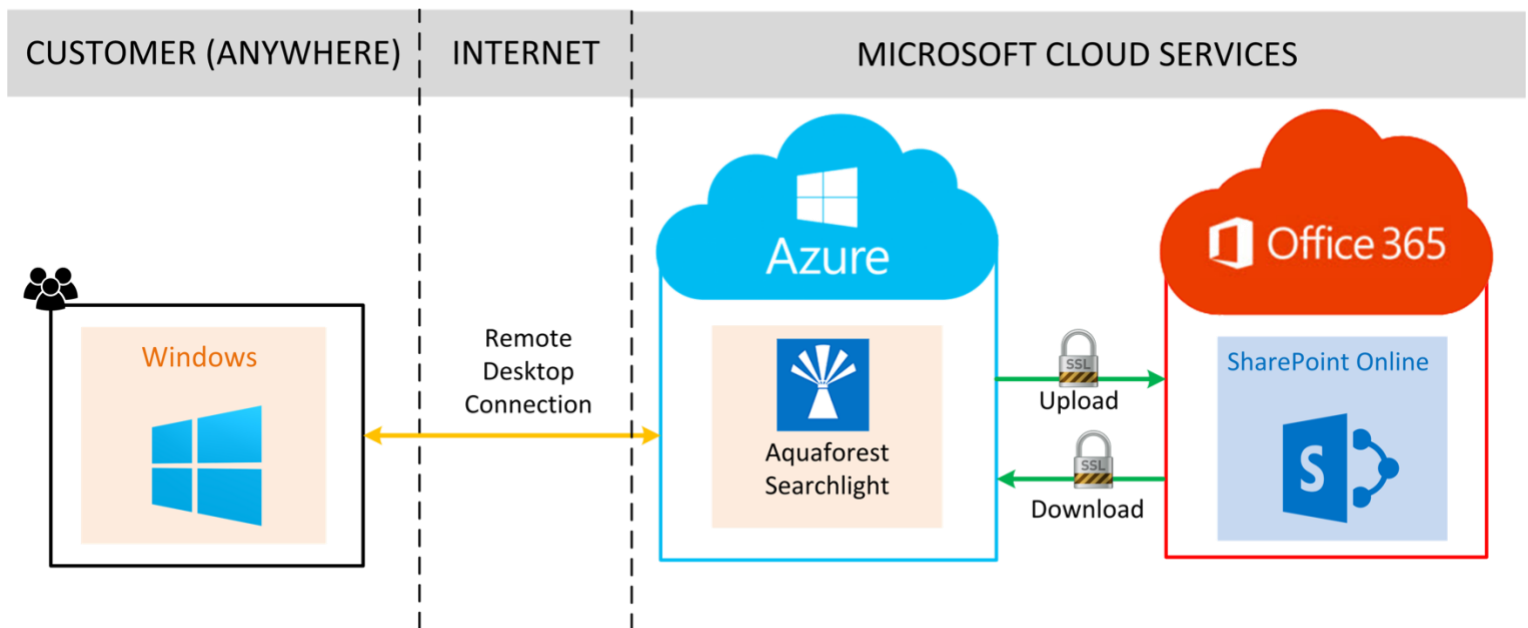 CUSTOMER (ANYWHERE)
INTERNET
MICROSOFT CLOUD SERVICES
Azure
Office 365
Windows
Remote
Desktop
Connection
Aquaforest
Searchlight
SSL
Upload
SSL
Download
SharePoint Online
S